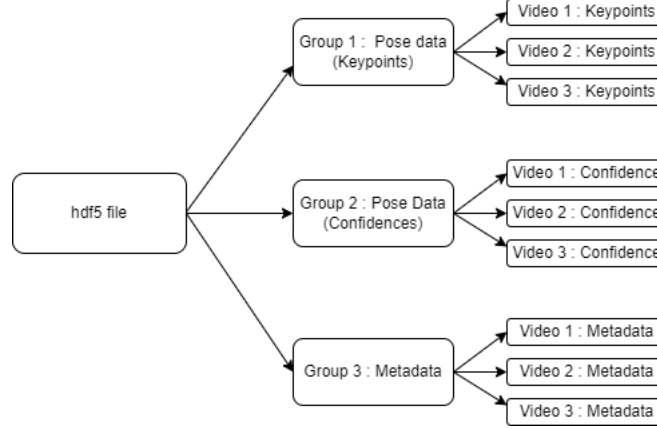 hdf5 file
Group 1 : Pose data
(Keypoints)
Video 1 : Keypoints
Video 2 : Keypoints
Video 3 : Keypoints
Group 2 : Pose Data
(Confidences)
Video 1 : Confidence
Video 2 : Confidence
Video 3 : Confidence
Group 3 : Metadata
Video 1 : Metadata
Video 2 : Metadata
Video 3 : Metadata